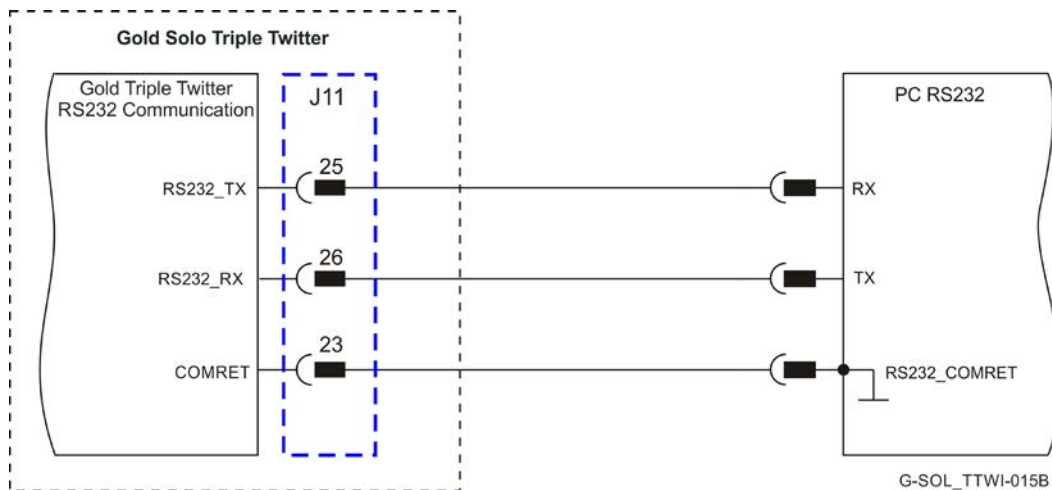 Gold Solo Triple Twitter
Gold Triple Twitter
RS232 Communication
J11
PC RS232
RS232_TX
25
RX
RS232_RX
26
TX
COMRET
23
RS232_COMRET
G-SOL_TTWI-015B